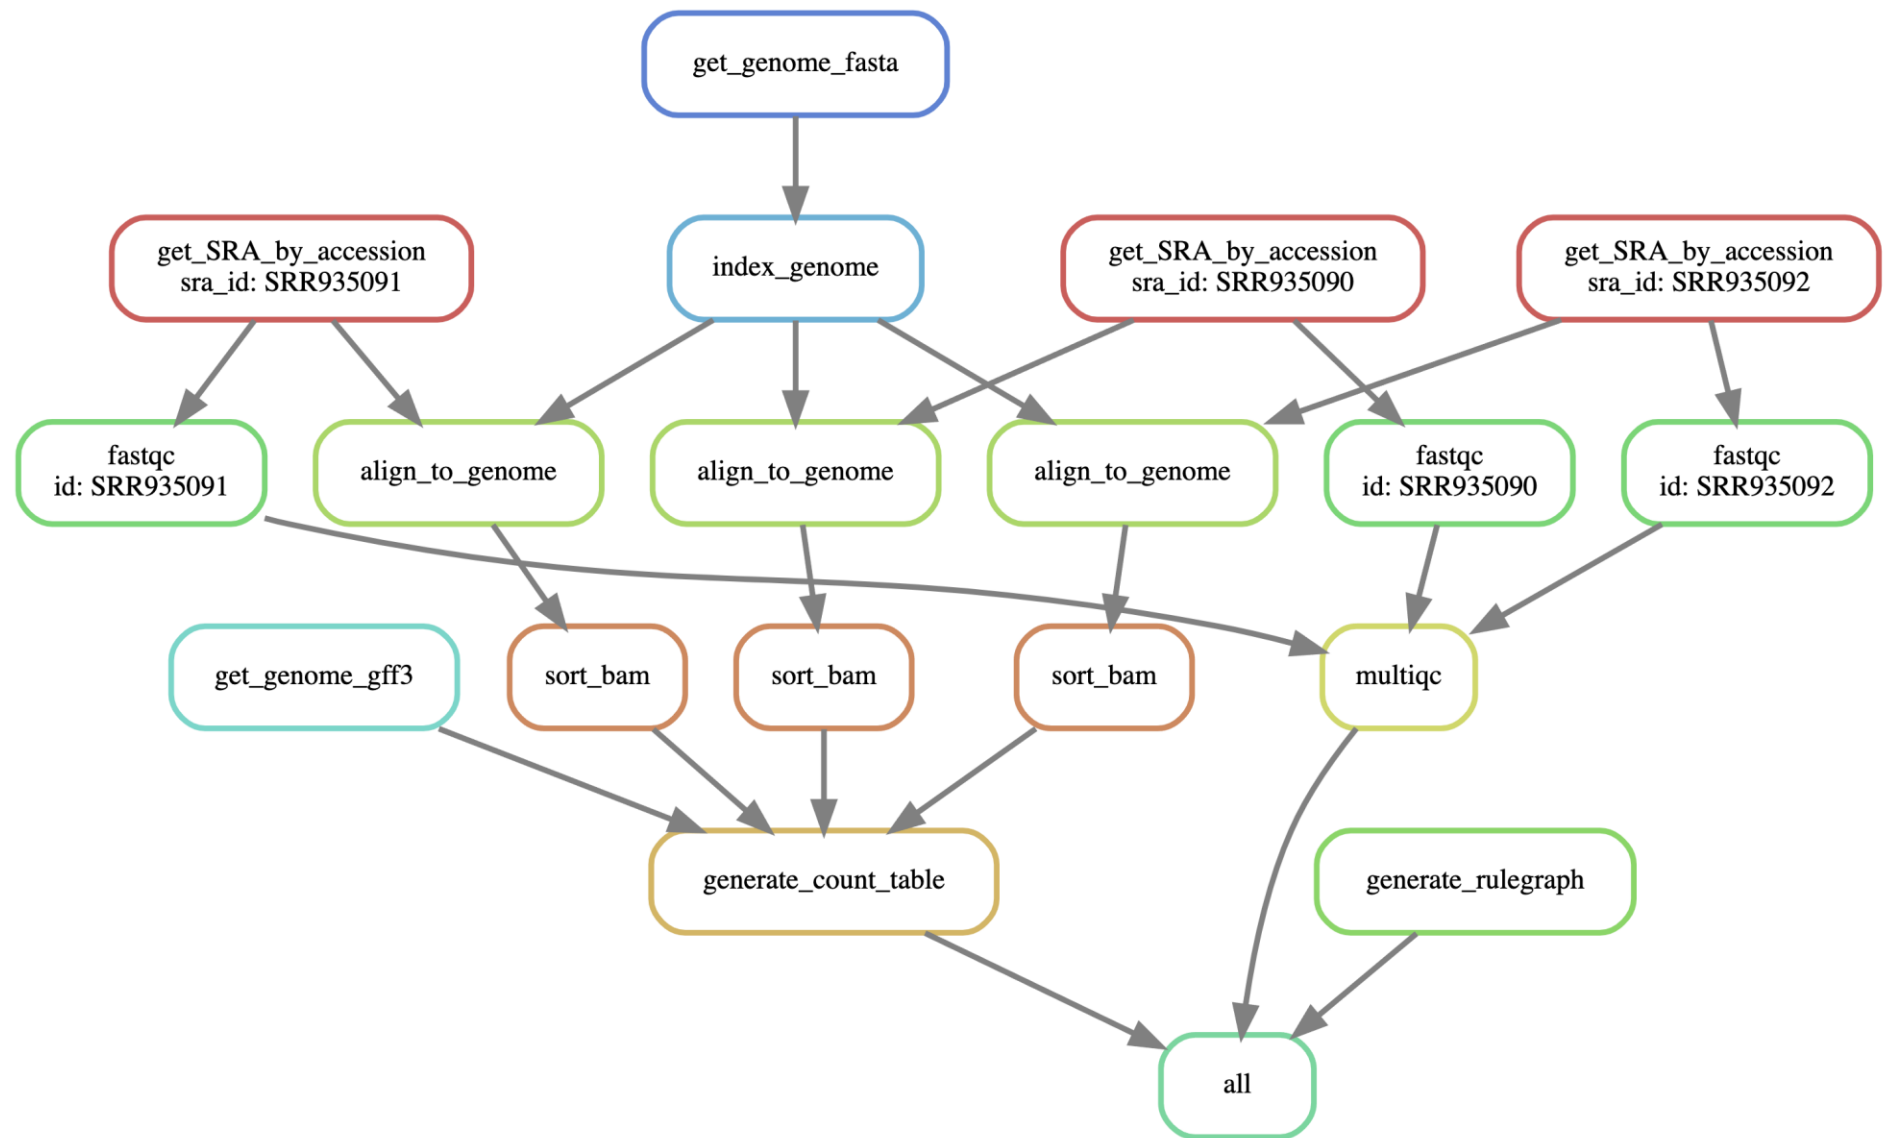 get_genome_fasta
get_SRA_by_accession
sra_id: SRR935091
index_genome
get_SRA_by_accession
sra_id: SRR935090
get_SRA_by_accession
sra_id: SRR935092
fastqc
id: SRR935091
align_to_genome
align_to_genome
align_to_genome
fastqc
id: SRR935090
fastqc
id: SRR935092
get_genome_gff3
sort_bam
sort_bam
sort_bam
multiqc
generate_count_table
generate_rulegraph
all